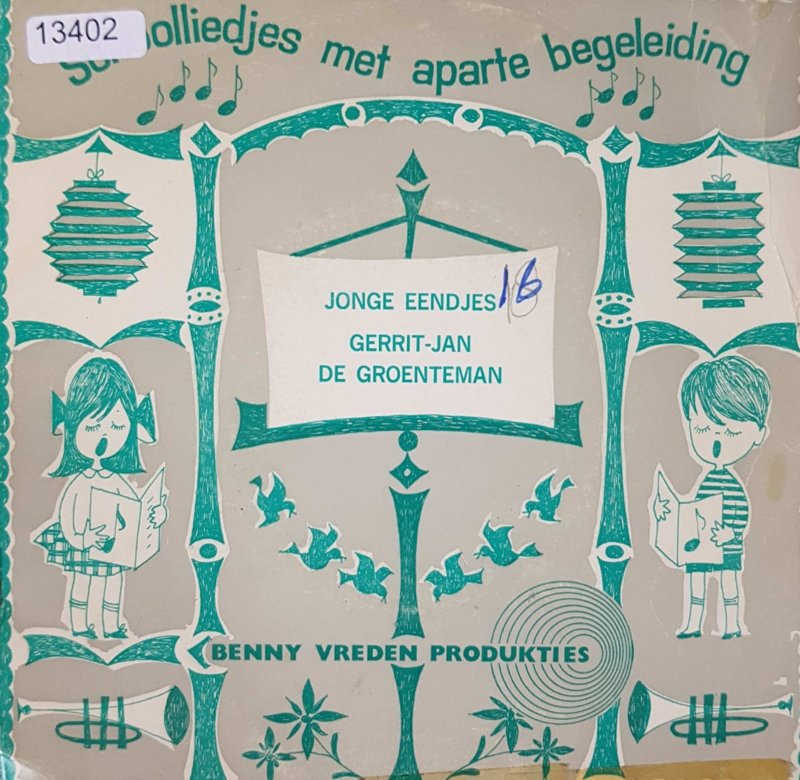 13402
Schoolliedjes met aparte begeleiding
16
JONGE EENDJES
GERRIT-JAN
DE GROENTEMAN
BENNY VREDEN PRODUKTIES